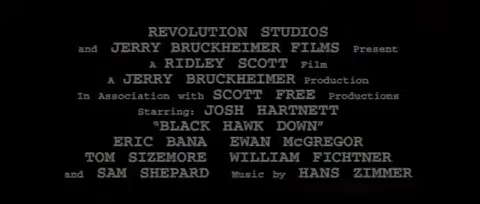 REVOLUTION STUDIOS
and JERRY BRUCKHEIMER FILMS Present
A RIDLEY SCOTT Film
A JERRY BRUCKHEIMER Production
In Association with SCOTT FREE Productions
Starring: JOSH HARTNETT
"BLACK HAWK DOWN"
ERIC BANA EWAN McGREGOR
TOM SIZEMORE WILLIAM FICHTNER
and SAM SHEPARD Music by HANS ZIMMER